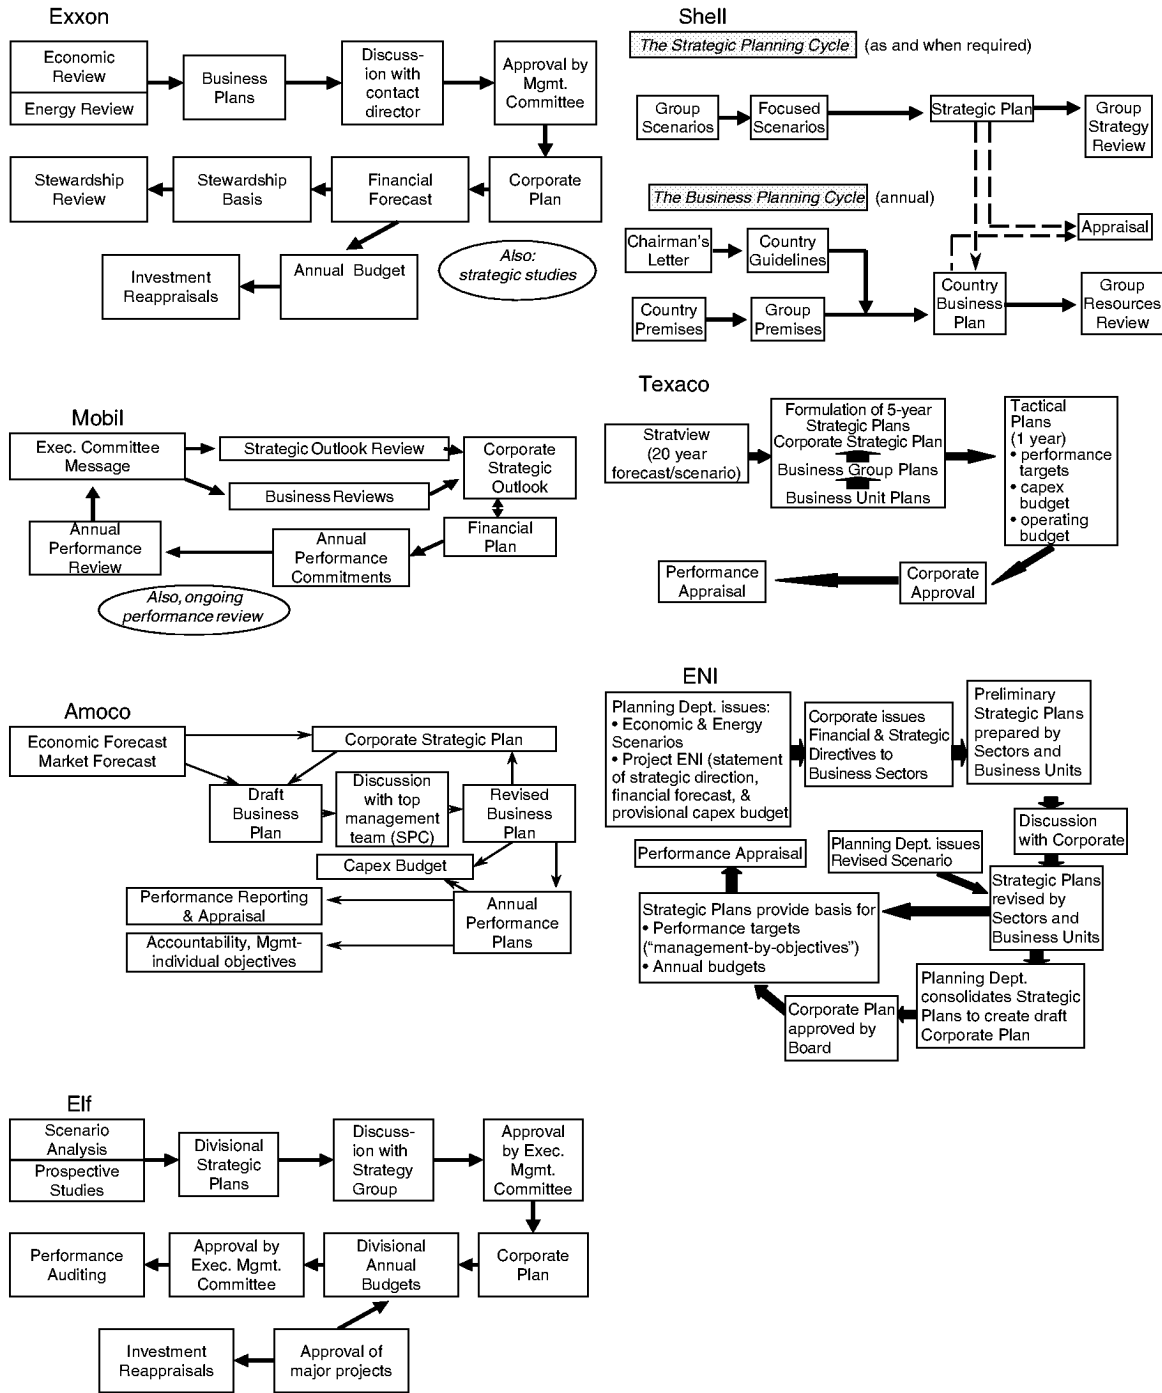 Exxon
Economic
Review
Energy Review
Business
Plans
Discuss-
ion with
contact
director
Approval by
Mgmt.
Committee
Stewardship
Review
Stewardship
Basis
Financial
Forecast
Corporate
Plan
Investment
Reappraisals
Annual Budget
Also:
strategic studies
Shell
The Strategic Planning Cycle (as and when required)
Group
Scenarios
Focused
Scenarios
Strategic Plan
Group
Strategy
Review
The Business Planning Cycle (annual)
Appraisal
Chairman's
Letter
Country
Guidelines
Country
Premises
Group
Premises
Country
Business
Plan
Group
Resources
Review
Mobil
Exec. Committee
Message
Strategic Outlook Review
Business Reviews
Corporate
Strategic
Outlook
Annual
Performance
Review
Annual
Performance
Commitments
Financial
Plan
Also, ongoing
performance review
Texaco
Stratview
(20 year
forecast/scenario)
Formulation of 5-year
Strategic Plans
Corporate Strategic Plan
Business Group Plans
Business Unit Plans
Tactical
Plans
(1 year)
• performance
targets
• capex
budget
• operating
budget
Performance
Appraisal
Corporate
Approval
Amoco
Economic Forecast
Market Forecast
Corporate Strategic Plan
Draft
Business
Plan
Discussion
with top
management
team (SPC)
Revised
Business
Plan
Capex Budget
Performance Reporting
& Appraisal
Accountability, Mgmt-
individual objectives
Annual
Performance
Plans
ENI
Planning Dept. issues:
• Economic & Energy
Scenarios
• Project ENI (statement
of strategic direction,
financial forecast, &
provisional capex budget
Corporate issues
Financial & Strategic
Directives to
Business Sectors
Preliminary
Strategic Plans
prepared by
Sectors and
Business Units
Discussion
with Corporate
Performance Appraisal
Planning Dept. issues
Revised Scenario
Strategic Plans
revised by
Sectors and
Business Units
Strategic Plans provide basis for
• Performance targets
("management-by-objectives")
• Annual budgets
Planning Dept.
consolidates Strategic
Plans to create draft
Corporate Plan
Corporate Plan
approved by
Board
Elf
Scenario
Analysis
Prospective
Studies
Divisional
Strategic
Plans
Discuss-
ion with
Strategy
Group
Approval
by Exec.
Mgmt.
Committee
Performance
Auditing
Approval by
Exec. Mgmt.
Committee
Divisional
Annual
Budgets
Corporate
Plan
Investment
Reappraisals
Approval of
major projects